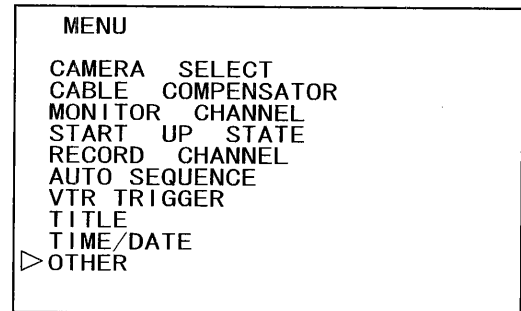 MENU
CAMERA SELECT
CABLE COMPENSATOR
MONITOR CHANNEL
START UP STATE
RECORD CHANNEL
AUTO SEQUENCE
VTR TRIGGER
TITLE
TIME/DATE
▷OTHER